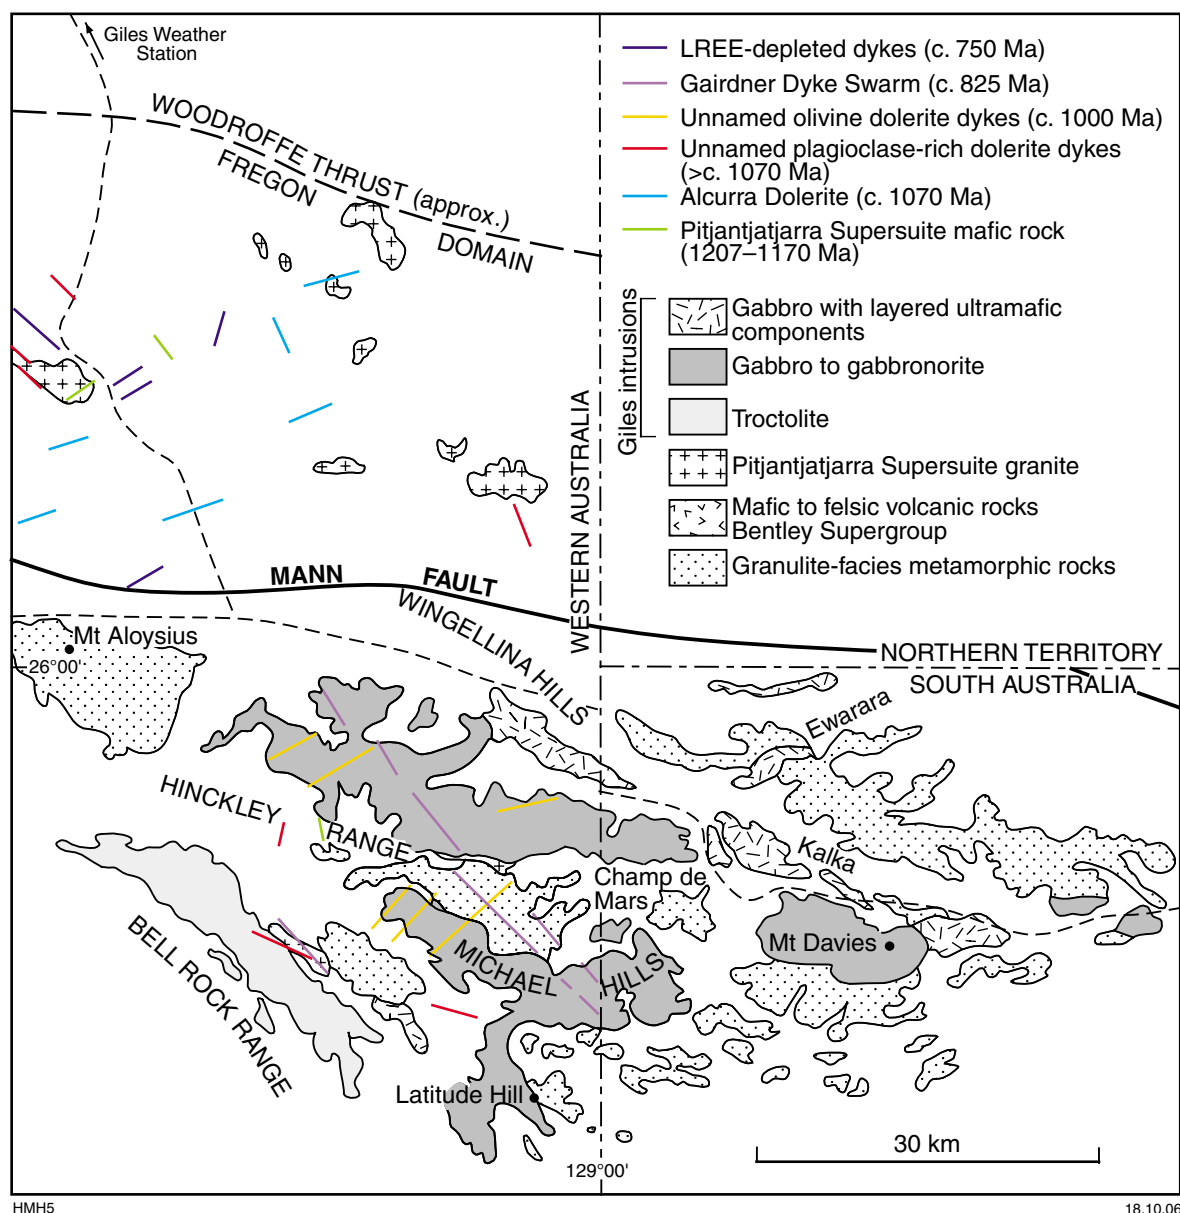 Giles Weather
Station
WOODROFFE THRUST (approx.)
FREGON
DOMAIN
LREE-depleted dykes (c. 750 Ma)
Gairdner Dyke Swarm (c. 825 Ma)
Unnamed olivine dolerite dykes (c. 1000 Ma)
Unnamed plagioclase-rich dolerite dykes
(>c. 1070 Ma)
Alcurra Dolerite (c. 1070 Ma)
Pitjantjatjarra Supersuite mafic rock
(1207–1170 Ma)
Giles intrusions
Gabbro with layered ultramafic
components
Gabbro to gabbronorite
Troctolite
Pitjantjatjarra Supersuite granite
Mafic to felsic volcanic rocks
Bentley Supergroup
Granulite-facies metamorphic rocks
WESTERN AUSTRALIA
MANN
FAULT
WINGELLINA HILLS
NORTHERN TERRITORY
SOUTH AUSTRALIA
Mt Aloysius
26°00'
Ewarara
HINCKLEY
RANGE
Kalka
Champ de
Mars
Mt Davies
MICHAEL
HILLS
BELL ROCK RANGE
Latitude Hill
30 km
129°00'
HMH5
18.10.06